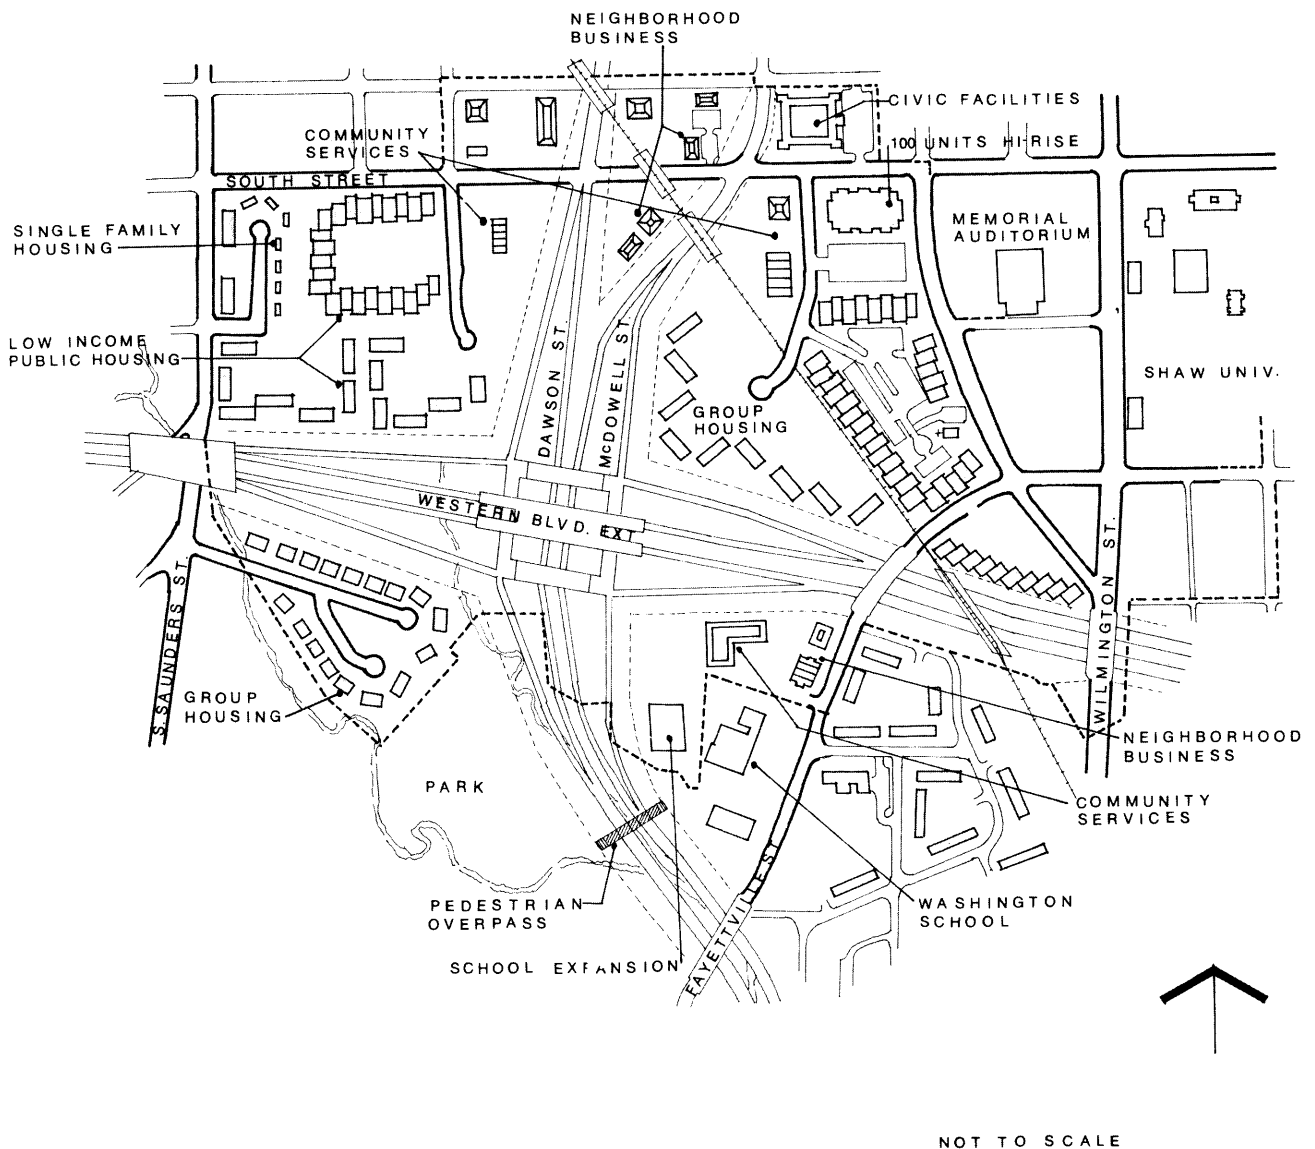 NEIGHBORHOOD
BUSINESS
CIVIC FACILITIES
COMMUNITY
SERVICES
100 UNITS HI-RISE
SOUTH STREET
SINGLE FAMILY
HOUSING
MEMORIAL
AUDITORIUM
LOW INCOME
PUBLIC HOUSING
DAWSON ST
McDOWELL ST
SHAW UNIV.
GROUP
HOUSING
WESTERN BLVD. EXT
S. SAUNDERS ST
WILMINGTON ST.
GROUP
HOUSING
NEIGHBORHOOD
BUSINESS
PARK
COMMUNITY
SERVICES
FAYETTVILLE ST
PEDESTRIAN
OVERPASS
WASHINGTON
SCHOOL
SCHOOL EXPANSION
NOT TO SCALE